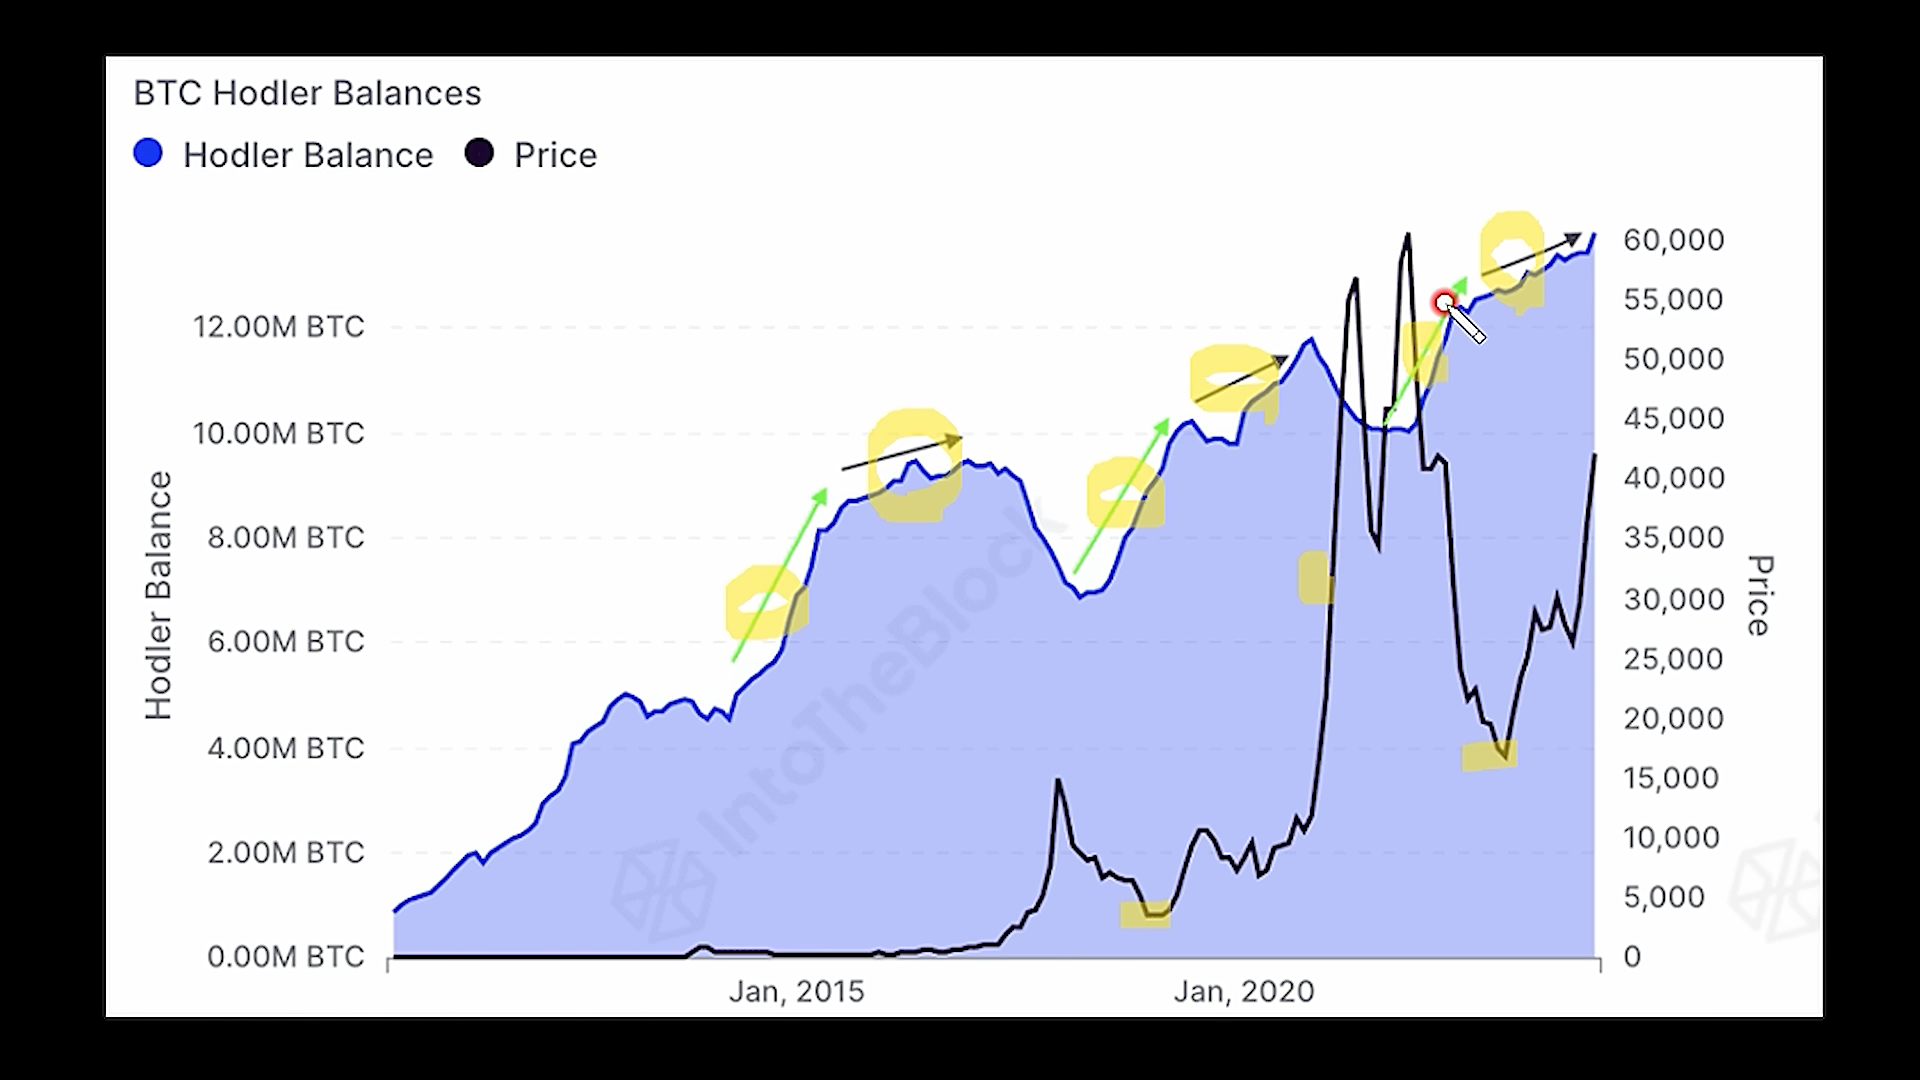 BTC Hodler Balances
Hodler Balance Price
60,000
55,000
12.00M BTC
50,000
45,000
10.00M BTC
40,000
8.00M BTC
35,000
30,000
6.00M BTC
25,000
20,000
4.00M BTC
15,000
10,000
2.00M BTC
5,000
0.00M BTC
0
Hodler Balance
Price
IntoTheBlock
Jan, 2015
Jan, 2020